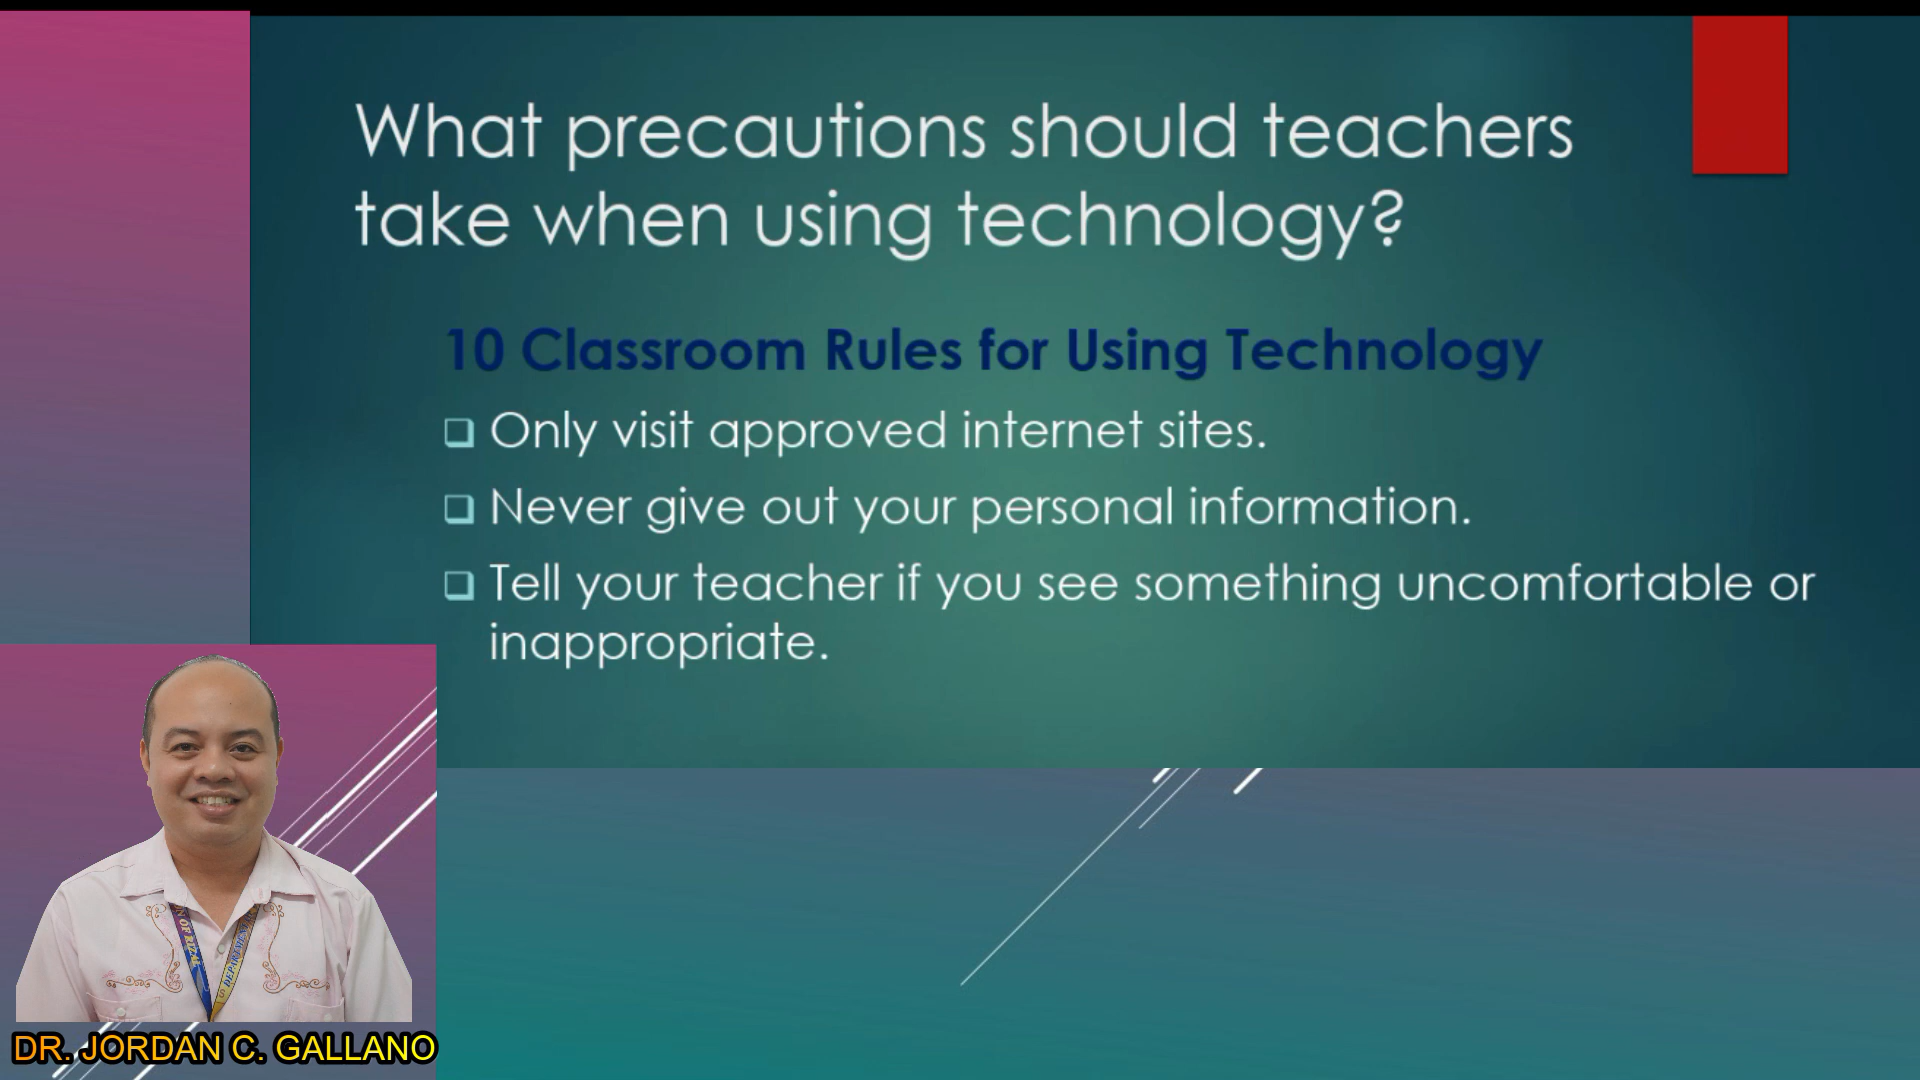 What precautions should teachers
take when using technology?
10 Classroom Rules for Using Technology
Only visit approved internet sites.
Never give out your personal information.
Tell your teacher if you see something uncomfortable or
inappropriate.
DR. JORDAN C. GALLANO